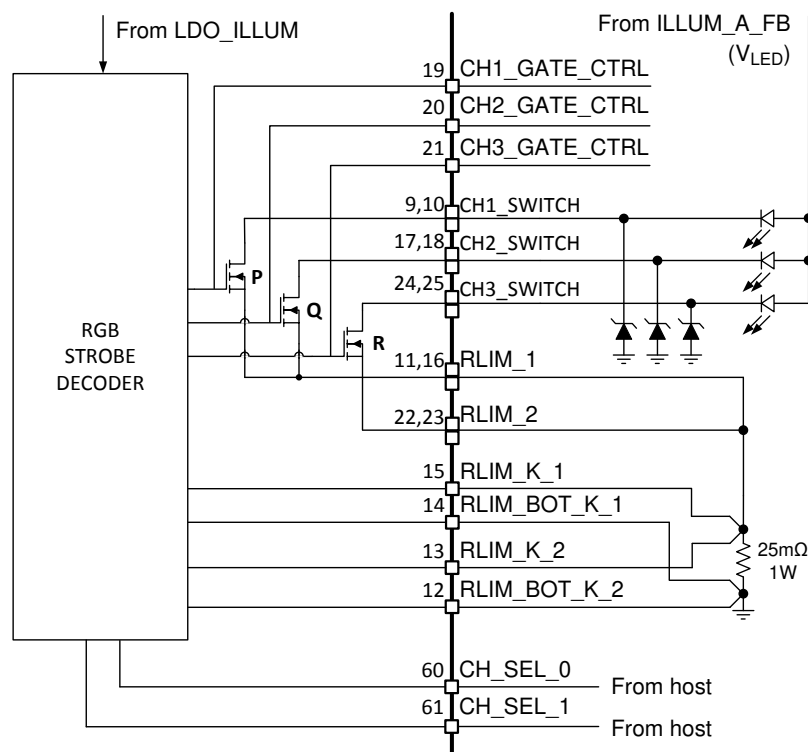 From LDO_ILLUM
From ILLUM_A_FB
(VLED)
19 CH1_GATE_CTRL
20 CH2_GATE_CTRL
21 CH3_GATE_CTRL
9,10 CH1_SWITCH
17,18 CH2_SWITCH
24,25 CH3_SWITCH
P
Q
R
RGB
STROBE
DECODER
11,16 RLIM_1
22,23 RLIM_2
15 RLIM_K_1
14 RLIM_BOT_K_1
13 RLIM_K_2
12 RLIM_BOT_K_2
25mΩ
1W
60 CH_SEL_0
From host
61 CH_SEL_1
From host